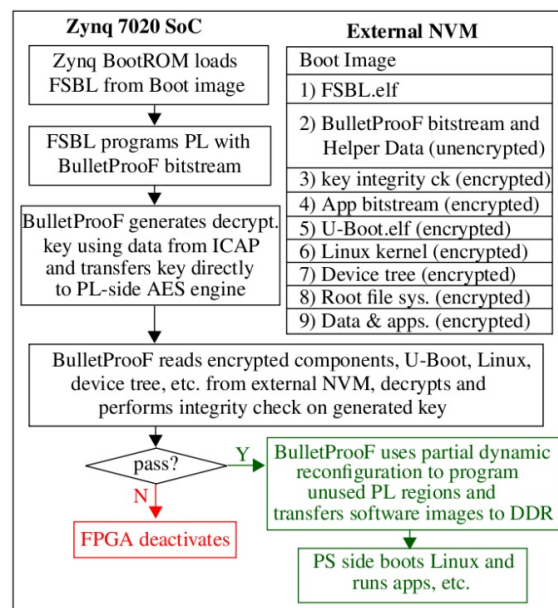 Zynq 7020 SoC
Zynq BootROM loads
FSBL from Boot image
FSBL programs PL with
BulletProoF bitstream
BulletProoF generates decrypt.
key using data from ICAP
and transfers key directly
to PL-side AES engine
External NVM
Boot Image
1) FSBL.elf
2) BulletProoF bitstream and
Helper Data (unencrypted)
3) key integrity ck (encrypted)
4) App bitstream (encrypted)
5) U-Boot.elf (encrypted)
6) Linux kernel (encrypted)
7) Device tree (encrypted)
8) Root file sys. (encrypted)
9) Data & apps. (encrypted)
BulletProoF reads encrypted components, U-Boot, Linux,
device tree, etc. from external NVM, decrypts and
performs integrity check on generated key
pass?
Y
N
FPGA deactivates
BulletProoF uses partial dynamic
reconfiguration to program
unused PL regions and
transfers software images to DDR
PS side boots Linux and
runs apps, etc.